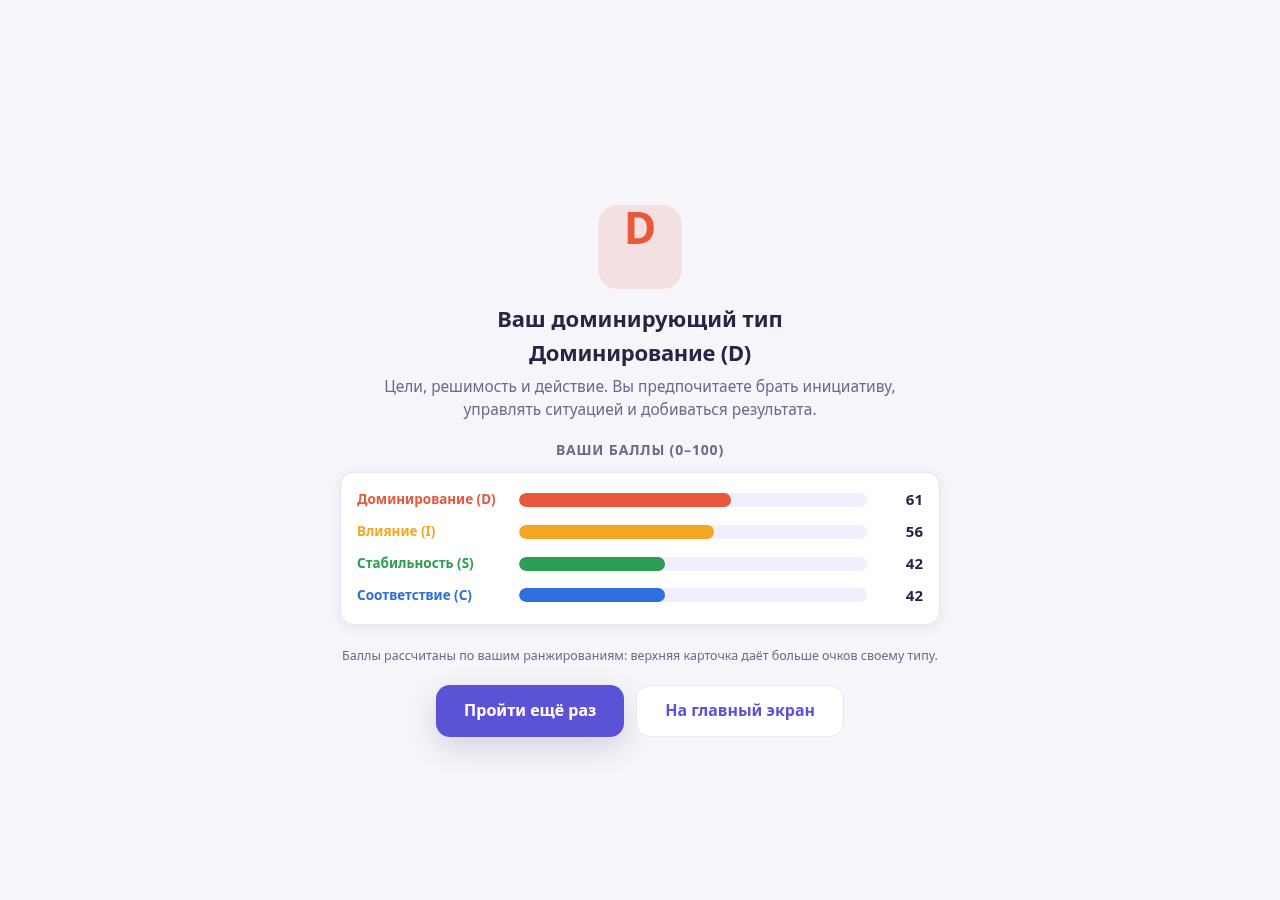 D
Ваш доминирующий тип
Доминирование (D)
Цели, решимость и действие. Вы предпочитаете брать инициативу,
управлять ситуацией и добиваться результата.
ВАШИ БАЛЛЫ (0–100)
Доминирование (D) 61
Влияние (I) 56
Стабильность (S) 42
Соответствие (C) 42
Баллы рассчитаны по вашим ранжированиям: верхняя карточка даёт больше очков своему типу.
Пройти ещё раз На главный экран